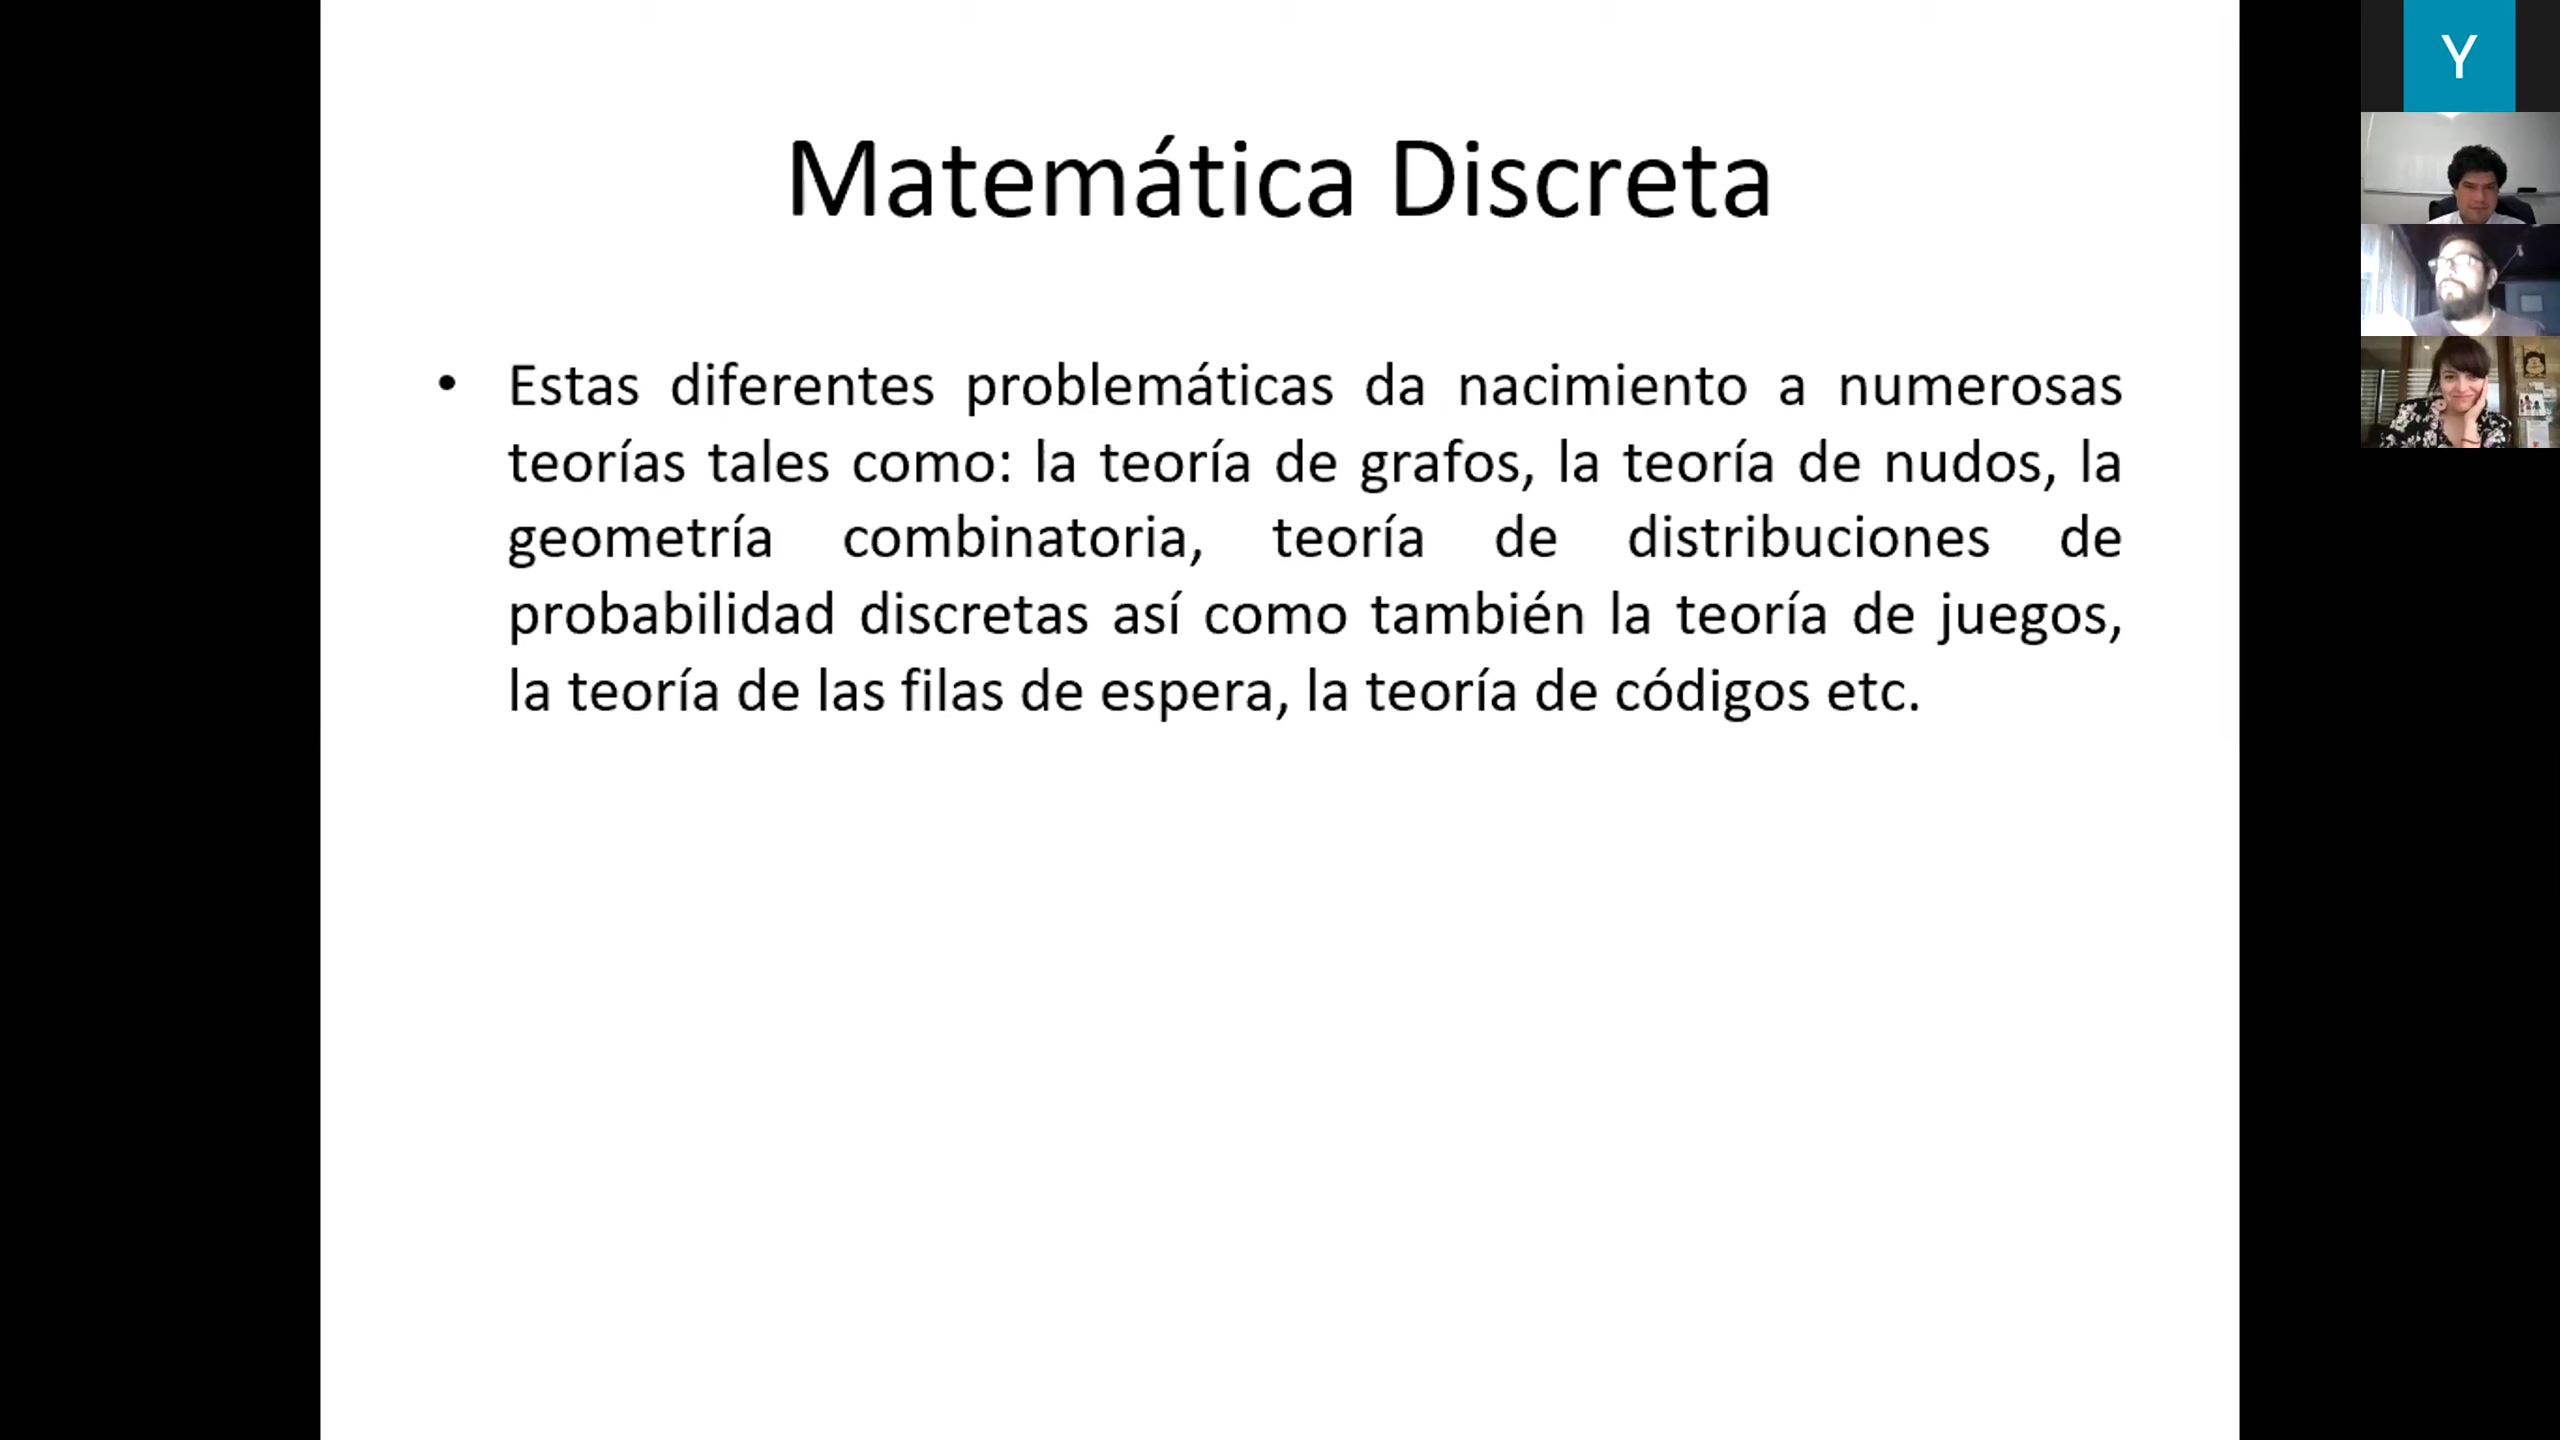 Matemática Discreta
• Estas diferentes problemáticas da nacimiento a numerosas
teorías tales como: la teoría de grafos, la teoría de nudos, la
geometría combinatoria, teoría de distribuciones de
probabilidad discretas así como también la teoría de juegos,
la teoría de las filas de espera, la teoría de códigos etc.
Y